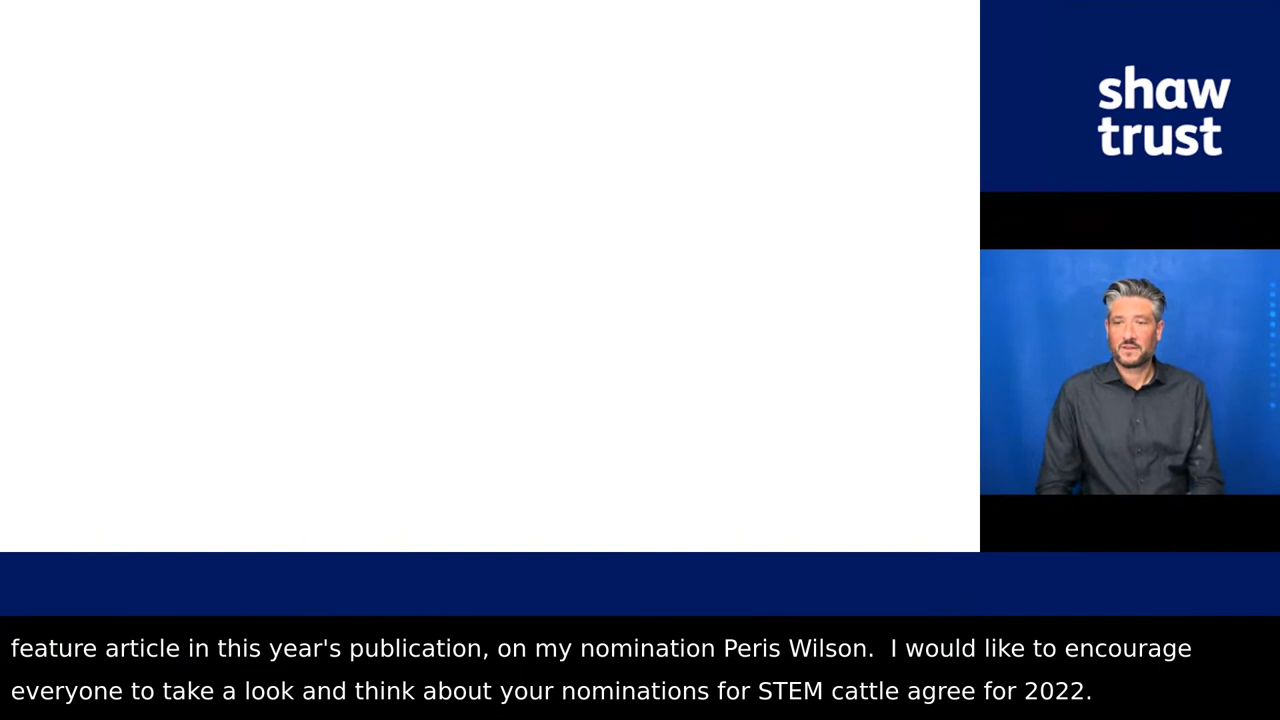 shaw
trust
feature article in this year's publication, on my nomination Peris Wilson.  I would like to encourage
everyone to take a look and think about your nominations for STEM cattle agree for 2022.